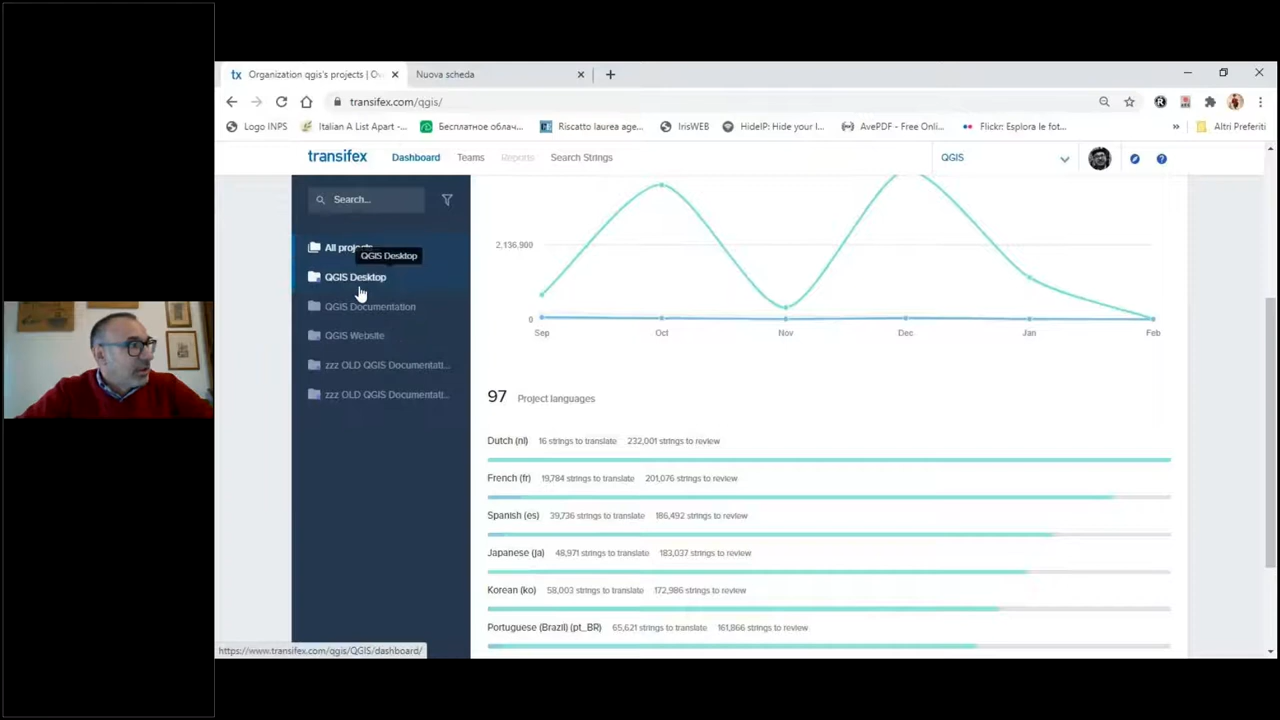 Organization qgis's projects | Ov
Nuova scheda
transifex.com/qgis/
Logo INPS
Italian A List Apart -...
Бесплатное облач...
Riscatto laurea age...
IrisWEB
HideIP: Hide your I...
AvePDF - Free Onli...
Flickr: Esplora le fot...
»
Altri Preferiti
transifex
Dashboard
Teams
Reports
Search Strings
QGIS
Search...
All projects
QGIS Desktop
QGIS Desktop
QGIS Documentation
QGIS Website
zzz OLD QGIS Documentati...
zzz OLD QGIS Documentati...
2,136,900
0
Sep Oct Nov Dec Jan Feb
97 Project languages
Dutch (nl) 16 strings to translate 232,001 strings to review
French (fr) 19,784 strings to translate 201,076 strings to review
Spanish (es) 39,736 strings to translate 186,492 strings to review
Japanese (ja) 48,971 strings to translate 183,037 strings to review
Korean (ko) 58,003 strings to translate 172,986 strings to review
Portuguese (Brazil) (pt_BR) 65,621 strings to translate 161,866 strings to review
https://www.transifex.com/qgis/QGIS/dashboard/